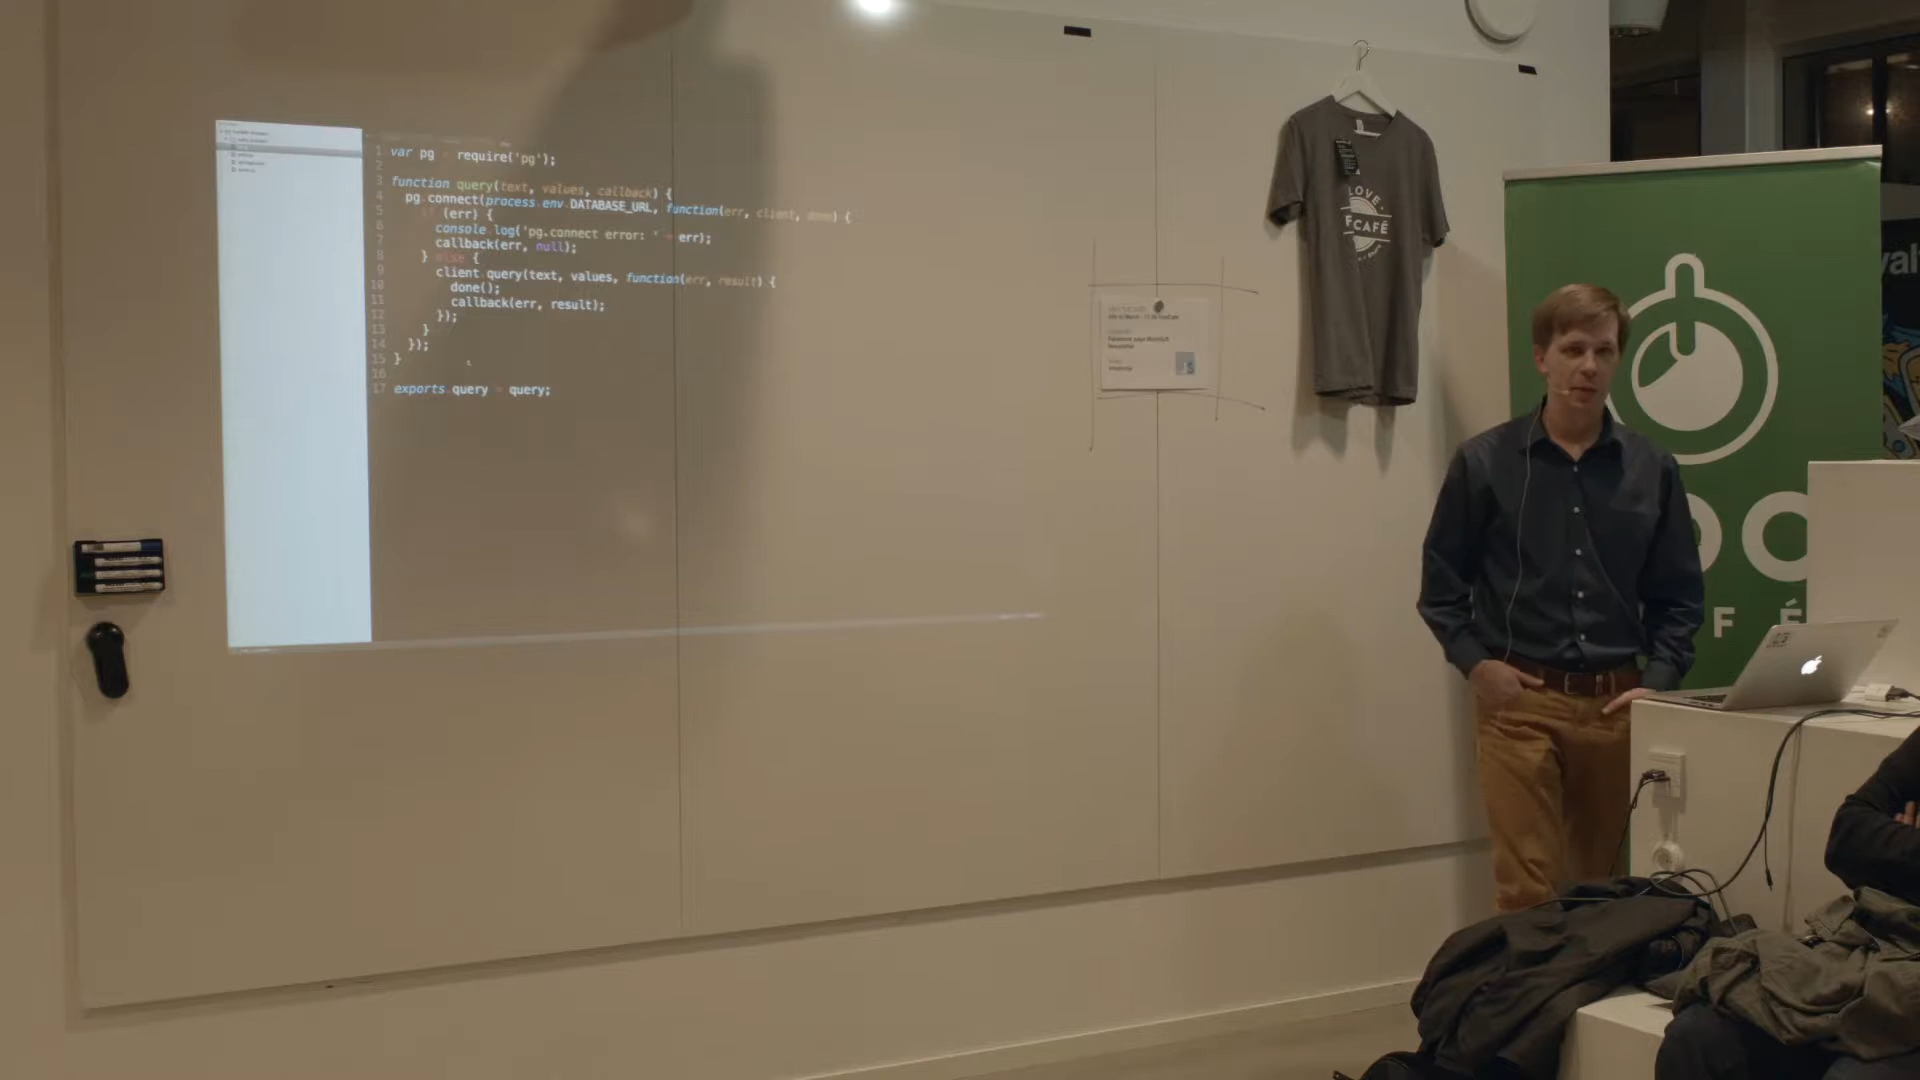 1 var pg = require('pg');
2
3 function query(text, values, callback) {
4 pg.connect(process.env.DATABASE_URL, function(err, client, done) {
5 if (err) {
6 console.log('pg.connect error: ' + err);
7 callback(err, null);
8 } else {
9 client.query(text, values, function(err, result) {
10 done();
11 callback(err, result);
12 });
13 }
14 });
15 }
16
17 exports.query = query;
LOVE
FCAFÉ
JS
OO
F É